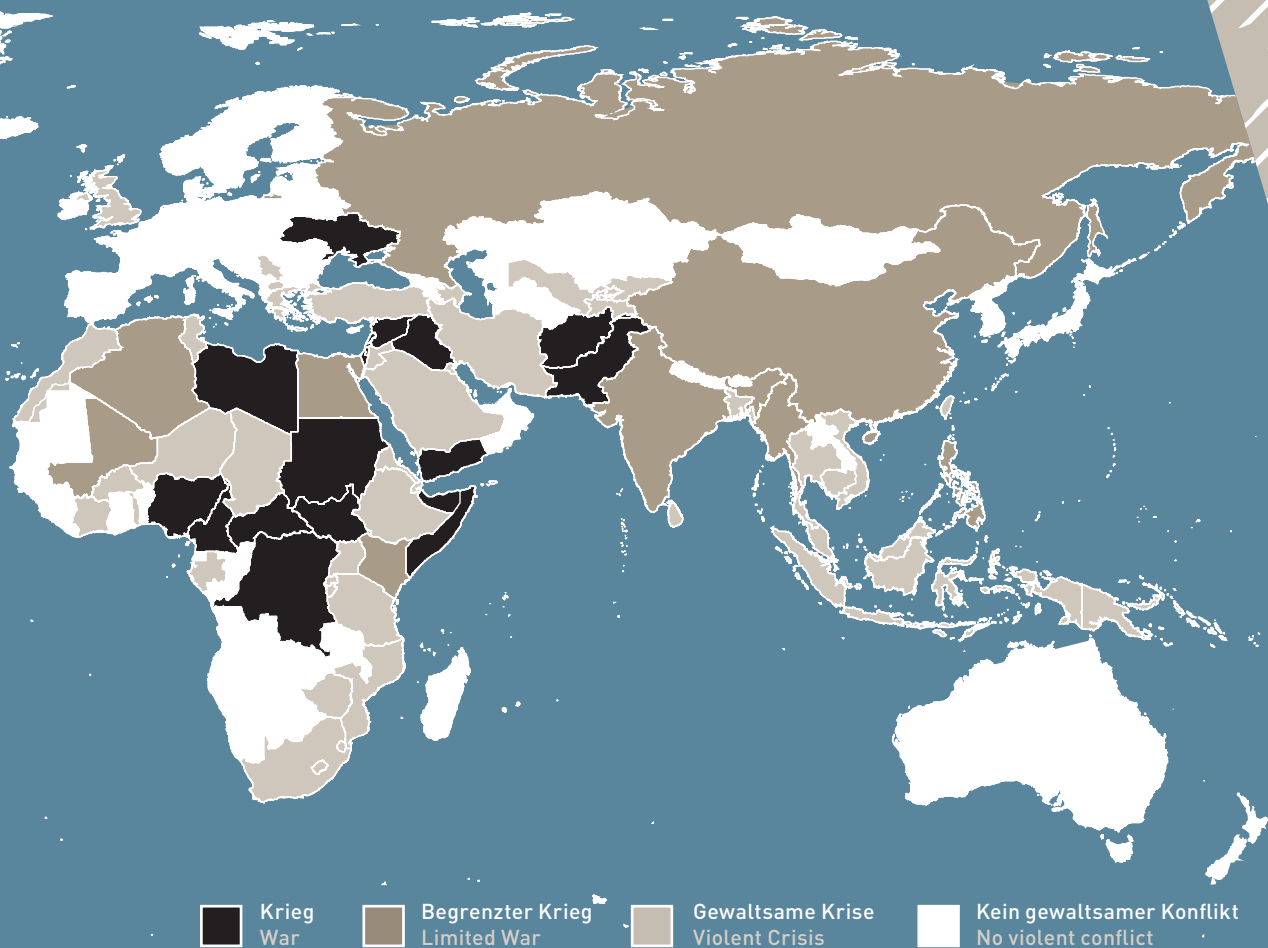 Krieg
War
Begrenzter Krieg
Limited War
Gewaltsame Krise
Violent Crisis
Kein gewaltsamer Konflikt
No violent conflict